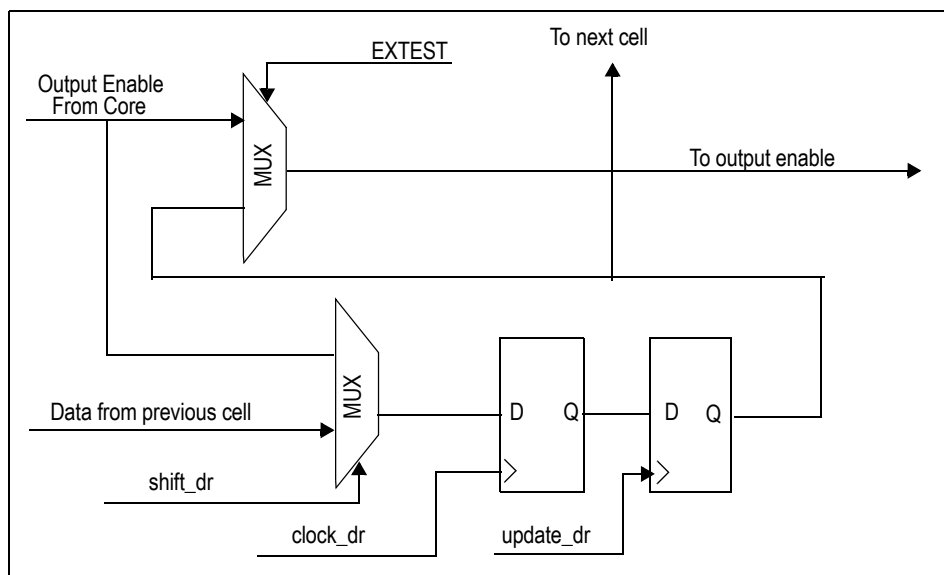 To next cell
EXTEST
Output Enable
From Core
MUX
To output enable
MUX
Data from previous cell
D
Q
D
Q
shift_dr
clock_dr
update_dr